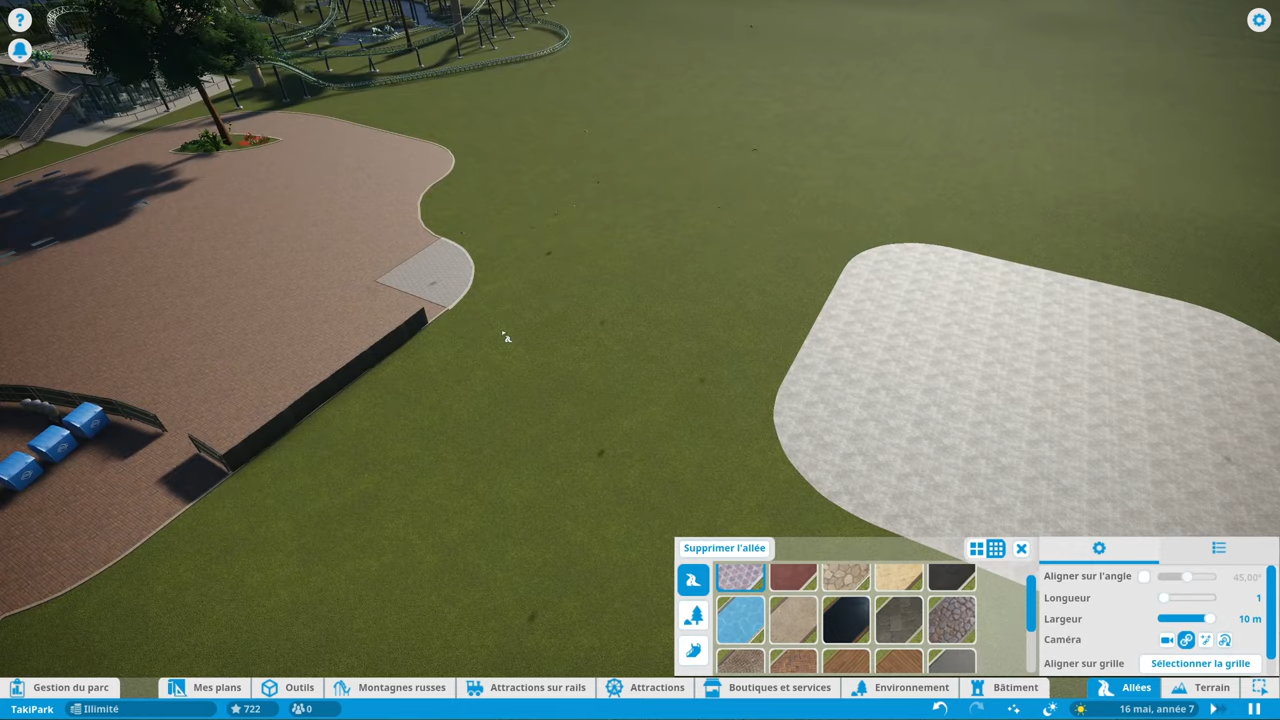 ?
Supprimer l'allée
Aligner sur l'angle
45,00°
Longueur
1
Largeur
10 m
Caméra
Aligner sur grille
Sélectionner la grille
Gestion du parc
Mes plans
Outils
Montagnes russes
Attractions sur rails
Attractions
Boutiques et services
Environnement
Bâtiment
Allées
Terrain
TakiPark
Illimité
722
0
16 mai, année 7